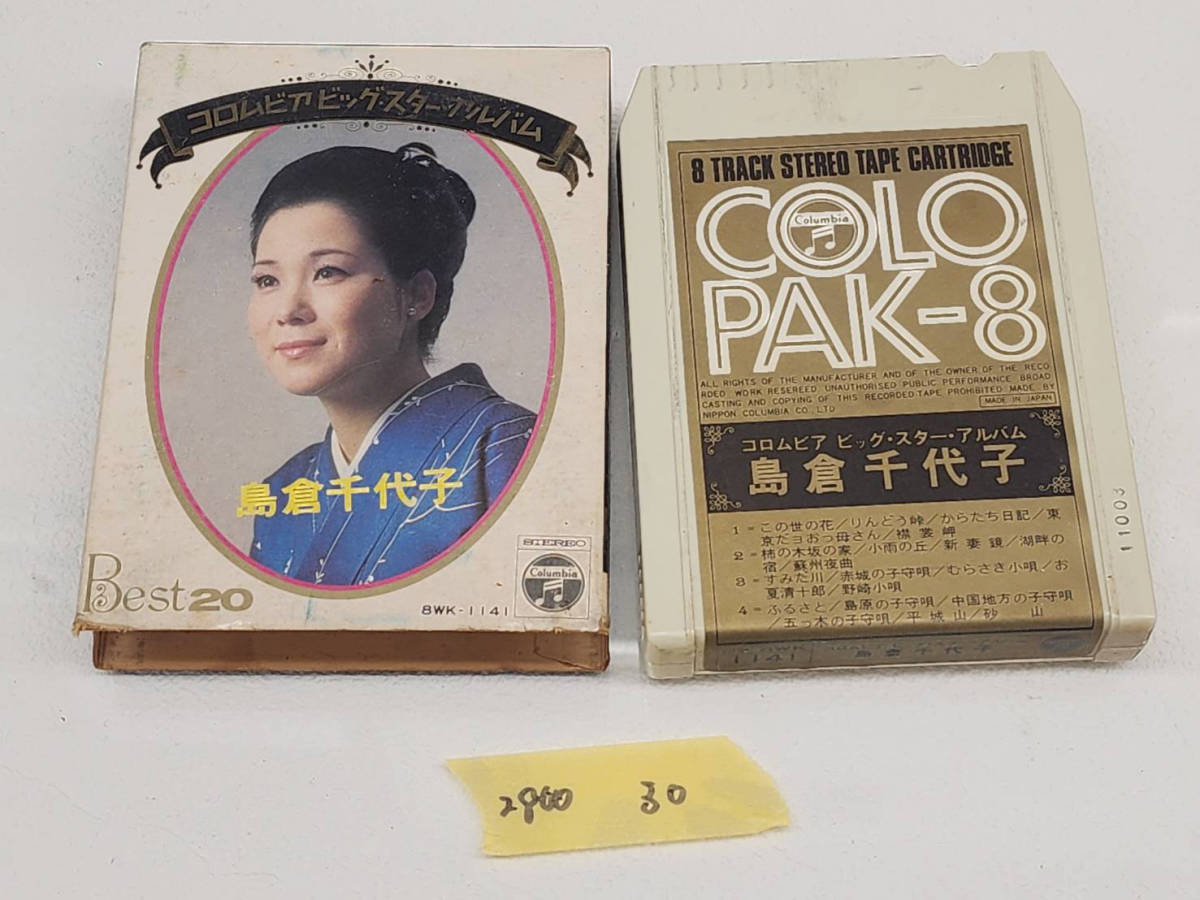 コロムビア ビッグ・スター・アルバム
島倉千代子
STEREO
Columbia
Best20
8WK-1141
8 TRACK STEREO TAPE CARTRIDGE
COLO
Columbia
PAK-8
ALL RIGHTS OF THE MANUFACTURER AND OF THE OWNER OF THE RECO
RDED WORK RESEREED UNAUTHORISED PUBLIC PERFORMANCE BROAD
CASTING AND COPYING OF THIS RECORDED TAPE PROHIBITED MADE BY
NIPPON COLUMBIA CO., LTD
MADE IN JAPAN
コロムビア ビッグ・スター・アルバム
島倉千代子
1=この世の花/りんどう峠/からたち日記/東
京だョおっ母さん/襟裳岬
2=柿の木坂の家/小雨の丘/新妻鏡/湖畔の
宿/蘇州夜曲
3=すみだ川/赤城の子守唄/むらさき小唄/お
夏清十郎/野崎小唄
4=ふるさと/島原の子守唄/中国地方の子守唄
/五っ木の子守唄/平城山/砂山
11003
1141 島倉千代子
2900 30